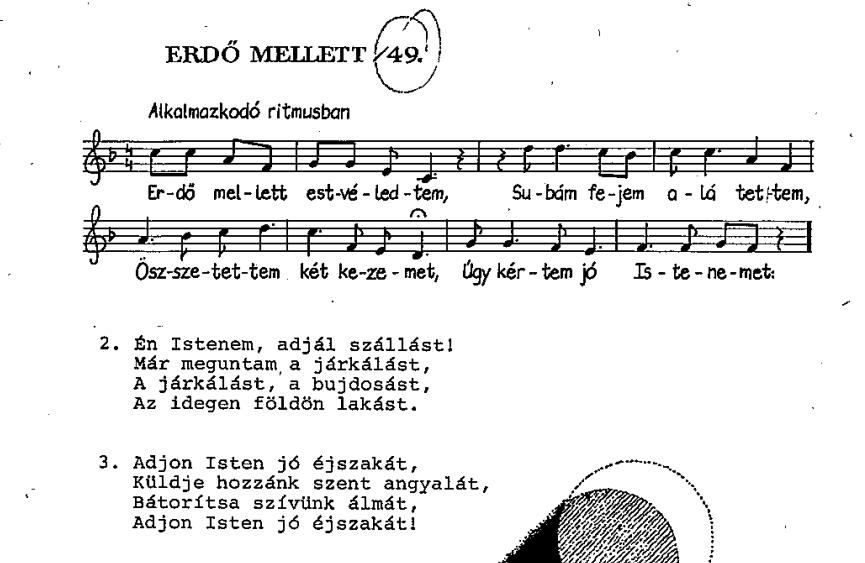 ERDŐ MELLETT 49.
Alkalmazkodó ritmusban
Er-dő mel-lett est-vé-led-tem, Su-bám fe-jem a-lá tet-tem,
Ösz-sze-tet-tem két ke-ze-met, Úgy kér-tem jó Is-te-ne-met:
2. Én Istenem, adjál szállást!
Már meguntam a járkálást,
A járkálást, a bujdosást,
Az idegen földön lakást.
3. Adjon Isten jó éjszakát,
Küldje hozzánk szent angyalát,
Bátorítsa szívünk álmát,
Adjon Isten jó éjszakát!